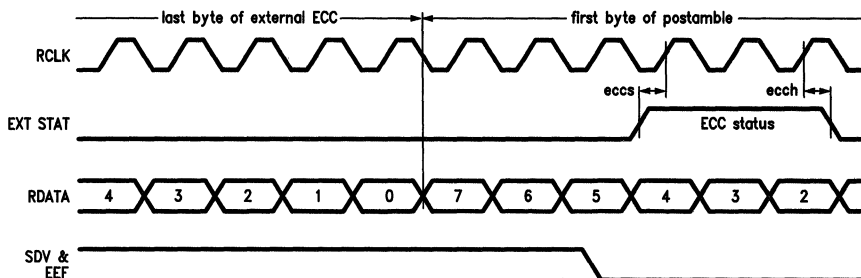 last byte of external ECC first byte of postamble
RCLK
eccs ecch
EXT STAT ECC status
RDATA 4 3 2 1 0 7 6 5 4 3 2
SDV &
EEF